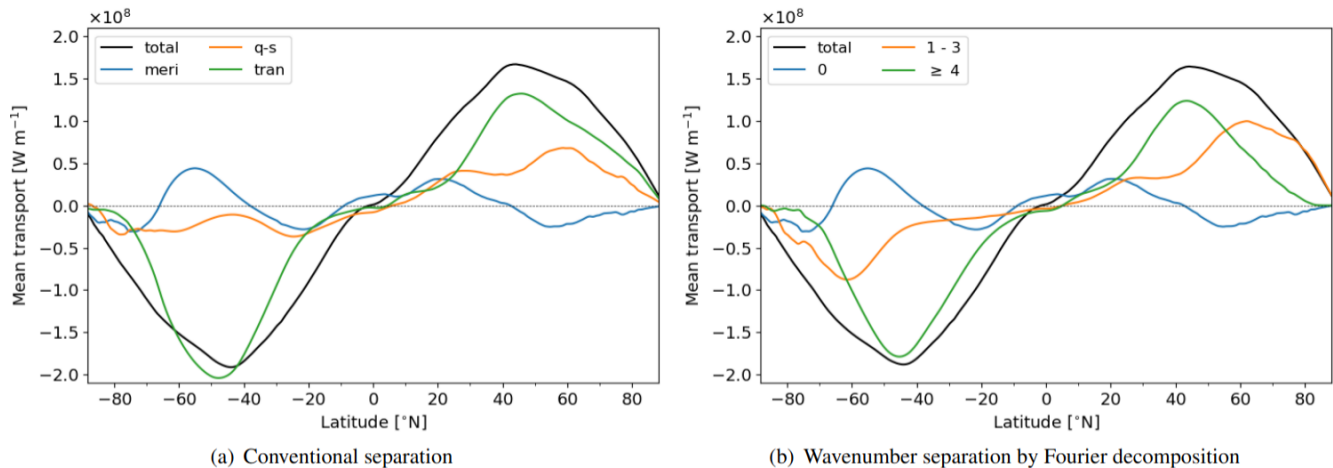 ×10⁸
2.0
1.5
1.0
0.5
0.0
−0.5
−1.0
−1.5
−2.0
Mean transport [W m⁻¹]
total
meri
q-s
tran
−80 −60 −40 −20 0 20 40 60 80
Latitude [°N]
(a) Conventional separation
×10⁸
2.0
1.5
1.0
0.5
0.0
−0.5
−1.0
−1.5
−2.0
Mean transport [W m⁻¹]
total
0
1 - 3
≥ 4
−80 −60 −40 −20 0 20 40 60 80
Latitude [°N]
(b) Wavenumber separation by Fourier decomposition